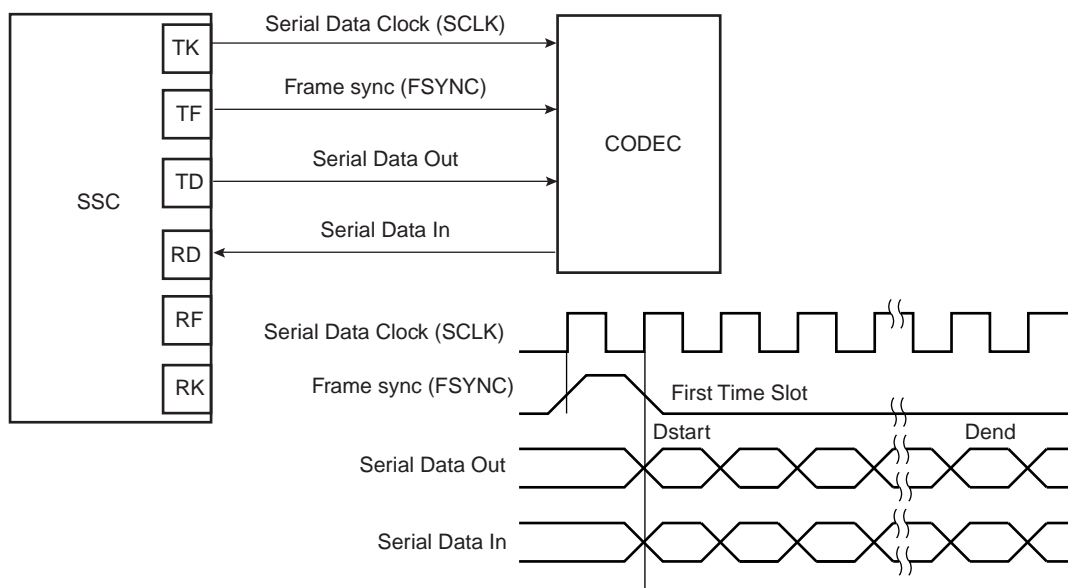 SSC
TK
TF
TD
RD
RF
RK
Serial Data Clock (SCLK)
Frame sync (FSYNC)
Serial Data Out
Serial Data In
CODEC
Serial Data Clock (SCLK)
Frame sync (FSYNC)
First Time Slot
Dstart
Dend
Serial Data Out
Serial Data In